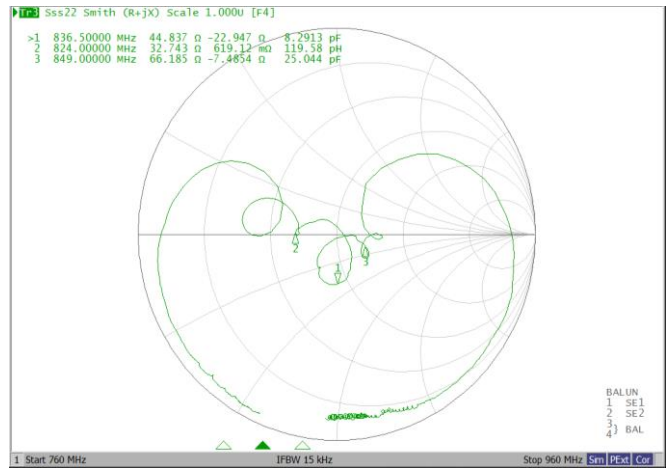 Tr3 Sss22 Smith (R+jX) Scale 1.000U [F4]
>1 836.50000 MHz 44.837 Ω -22.947 Ω 8.2913 pF
2 824.00000 MHz 32.743 Ω 619.12 mΩ 119.58 pH
3 849.00000 MHz 66.185 Ω -7.4854 Ω 25.044 pF
2
1
3
BALUN
1 SE1
2 SE2
3
4) BAL
1 Start 760 MHz IFBW 15 kHz Stop 960 MHz Sim PExt Cor